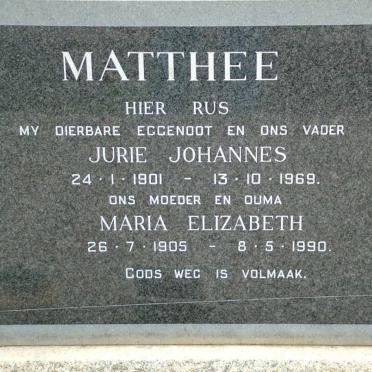 MATTHEE
HIER RUS
MY DIERBARE EGGENOOT EN ONS VADER
JURIE JOHANNES
24·1·1901 - 13·10·1969.
ONS MOEDER EN OUMA
MARIA ELIZABETH
26·7·1905 - 8·5·1990.
GODS WEG IS VOLMAAK.